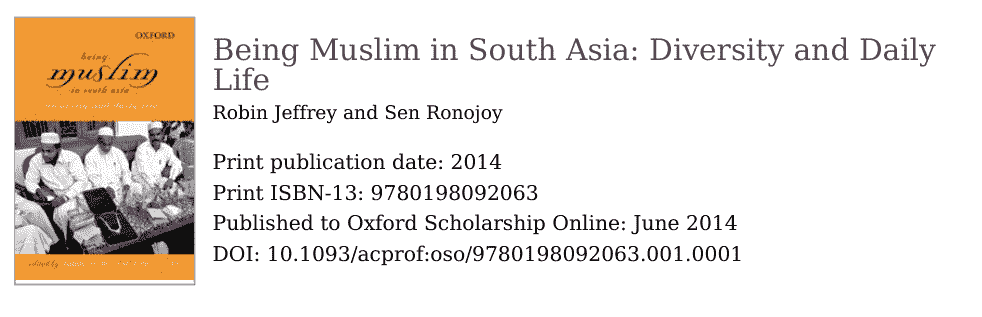 OXFORD
being
muslim
in south asia
edited by
Being Muslim in South Asia: Diversity and Daily
Life
Robin Jeffrey and Sen Ronojoy
Print publication date: 2014
Print ISBN-13: 9780198092063
Published to Oxford Scholarship Online: June 2014
DOI: 10.1093/acprof:oso/9780198092063.001.0001